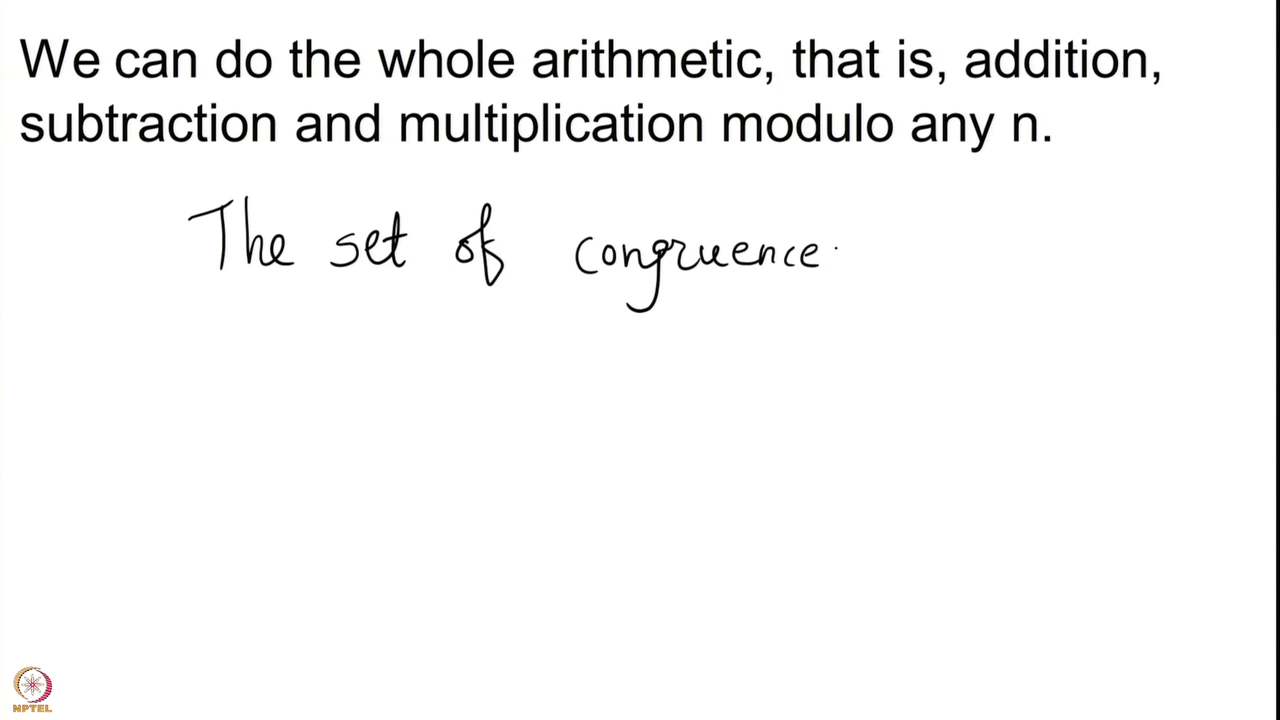 We can do the whole arithmetic, that is, addition,
subtraction and multiplication modulo any n.
The set of congruence
NPTEL